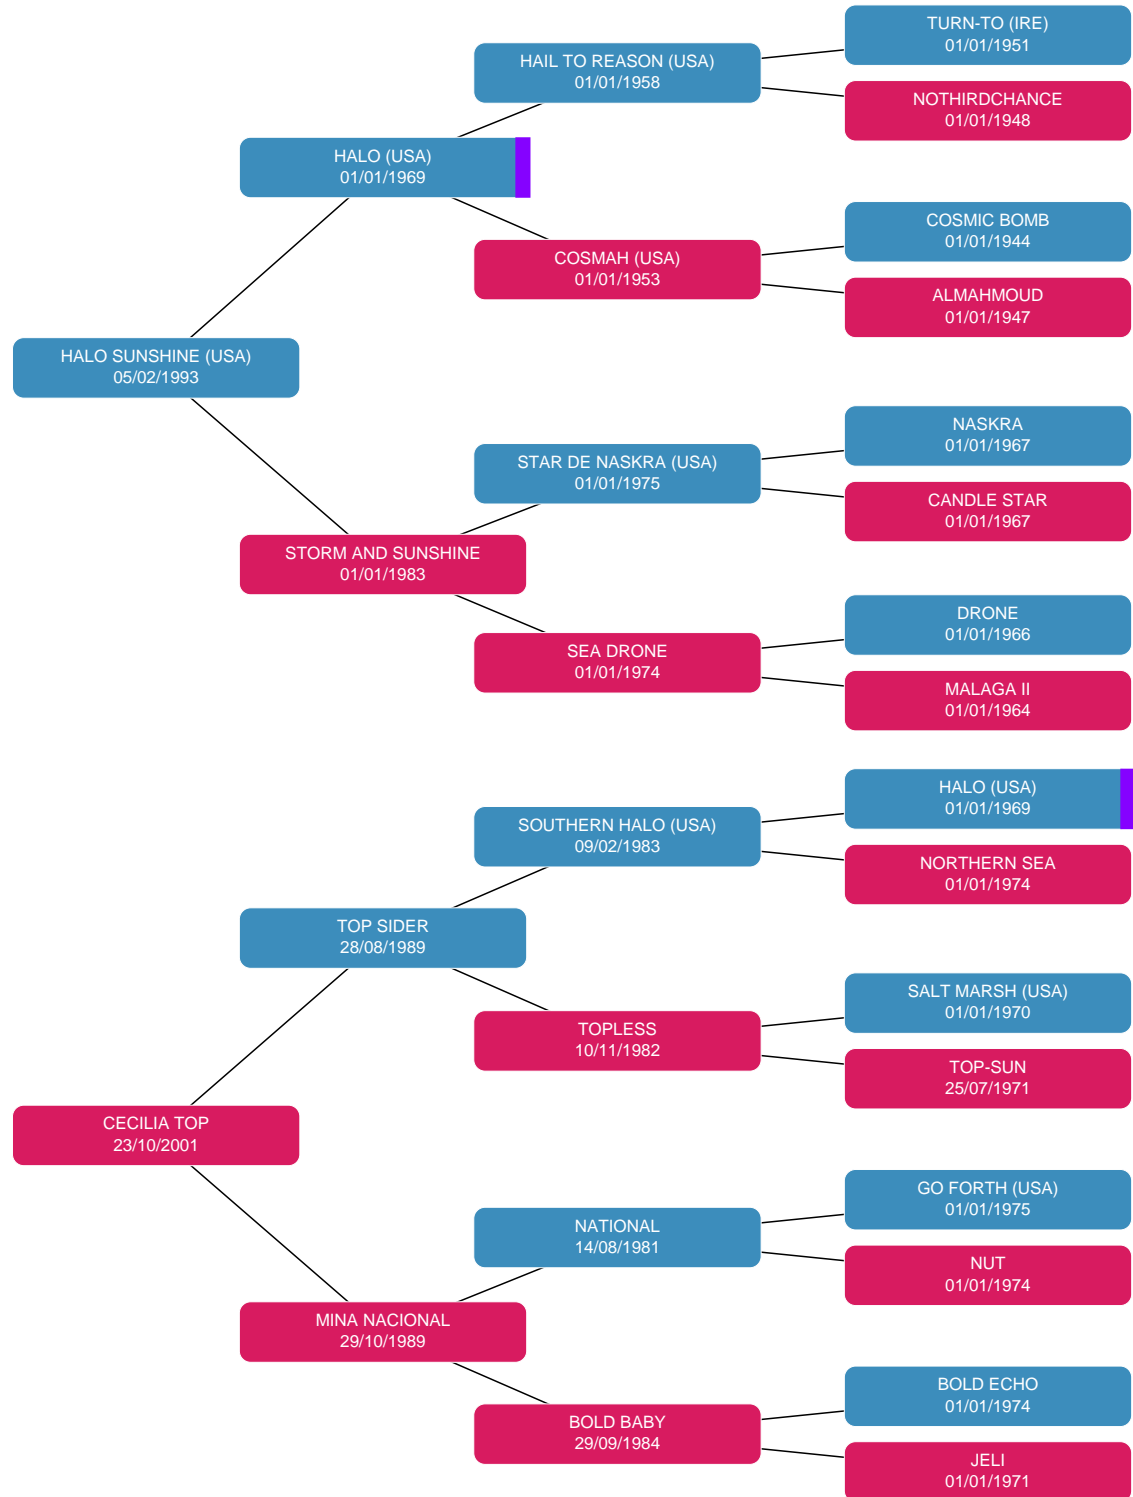 TURN-TO (IRE)
01/01/1951
HAIL TO REASON (USA)
01/01/1958
NOTHIRDCHANCE
01/01/1948
HALO (USA)
01/01/1969
COSMIC BOMB
01/01/1944
COSMAH (USA)
01/01/1953
ALMAHMOUD
01/01/1947
HALO SUNSHINE (USA)
05/02/1993
NASKRA
01/01/1967
STAR DE NASKRA (USA)
01/01/1975
CANDLE STAR
01/01/1967
STORM AND SUNSHINE
01/01/1983
DRONE
01/01/1966
SEA DRONE
01/01/1974
MALAGA II
01/01/1964
HALO (USA)
01/01/1969
SOUTHERN HALO (USA)
09/02/1983
NORTHERN SEA
01/01/1974
TOP SIDER
28/08/1989
SALT MARSH (USA)
01/01/1970
TOPLESS
10/11/1982
TOP-SUN
25/07/1971
CECILIA TOP
23/10/2001
GO FORTH (USA)
01/01/1975
NATIONAL
14/08/1981
NUT
01/01/1974
MINA NACIONAL
29/10/1989
BOLD ECHO
01/01/1974
BOLD BABY
29/09/1984
JELI
01/01/1971